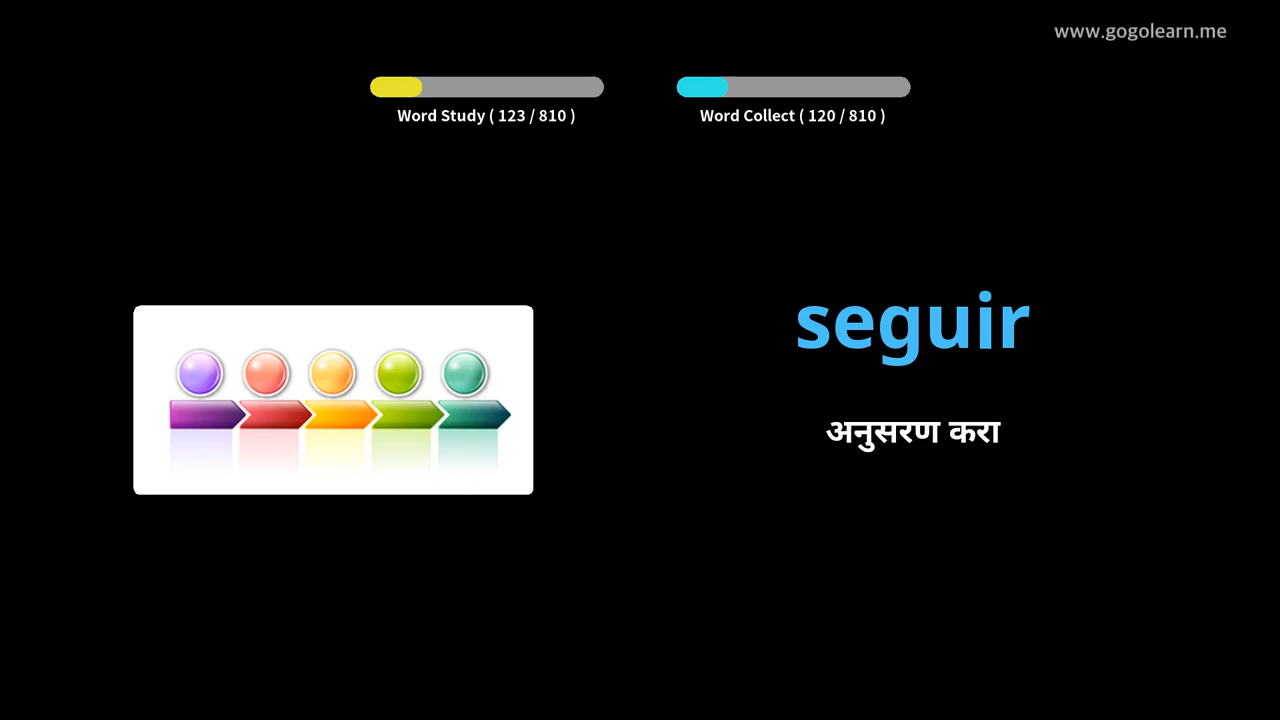 www.gogolearn.me
Word Study ( 123 / 810 )
Word Collect ( 120 / 810 )
seguir
अनुसरण करा